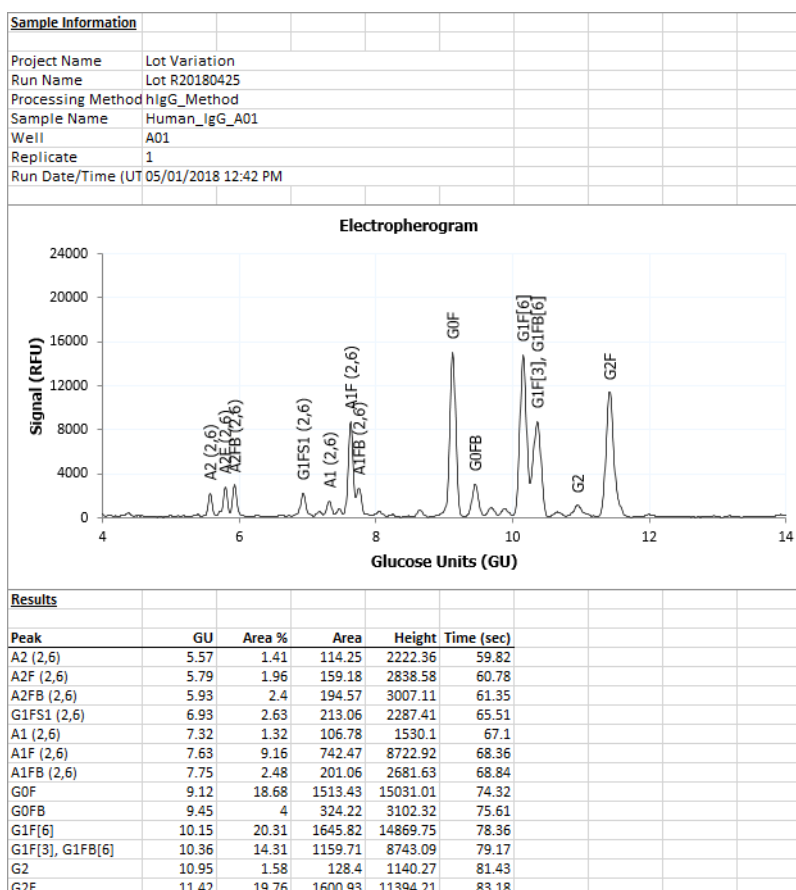 Sample Information
Project Name Lot Variation
Run Name Lot R20180425
Processing Method hIgG_Method
Sample Name Human_IgG_A01
Well A01
Replicate 1
Run Date/Time (UT 05/01/2018 12:42 PM
Electropherogram
24000
20000
16000
12000
8000
4000
0
Signal (RFU)
A2 (2,6)
A2F (2,6)
A2FB (2,6)
G1FS1 (2,6)
A1 (2,6)
A1F (2,6)
A1FB (2,6)
G0F
G0FB
G1F[6]
G1F[3], G1FB[6]
G2
G2F
4 6 8 10 12 14
Glucose Units (GU)
Results
Peak GU Area % Area Height Time (sec)
A2 (2,6) 5.57 1.41 114.25 2222.36 59.82
A2F (2,6) 5.79 1.96 159.18 2838.58 60.78
A2FB (2,6) 5.93 2.4 194.57 3007.11 61.35
G1FS1 (2,6) 6.93 2.63 213.06 2287.41 65.51
A1 (2,6) 7.32 1.32 106.78 1530.1 67.1
A1F (2,6) 7.63 9.16 742.47 8722.92 68.36
A1FB (2,6) 7.75 2.48 201.06 2681.63 68.84
G0F 9.12 18.68 1513.43 15031.01 74.32
G0FB 9.45 4 324.22 3102.32 75.61
G1F[6] 10.15 20.31 1645.82 14869.75 78.36
G1F[3], G1FB[6] 10.36 14.31 1159.71 8743.09 79.17
G2 10.95 1.58 128.4 1140.27 81.43
G2F 11.42 19.76 1600.93 11394.21 83.18